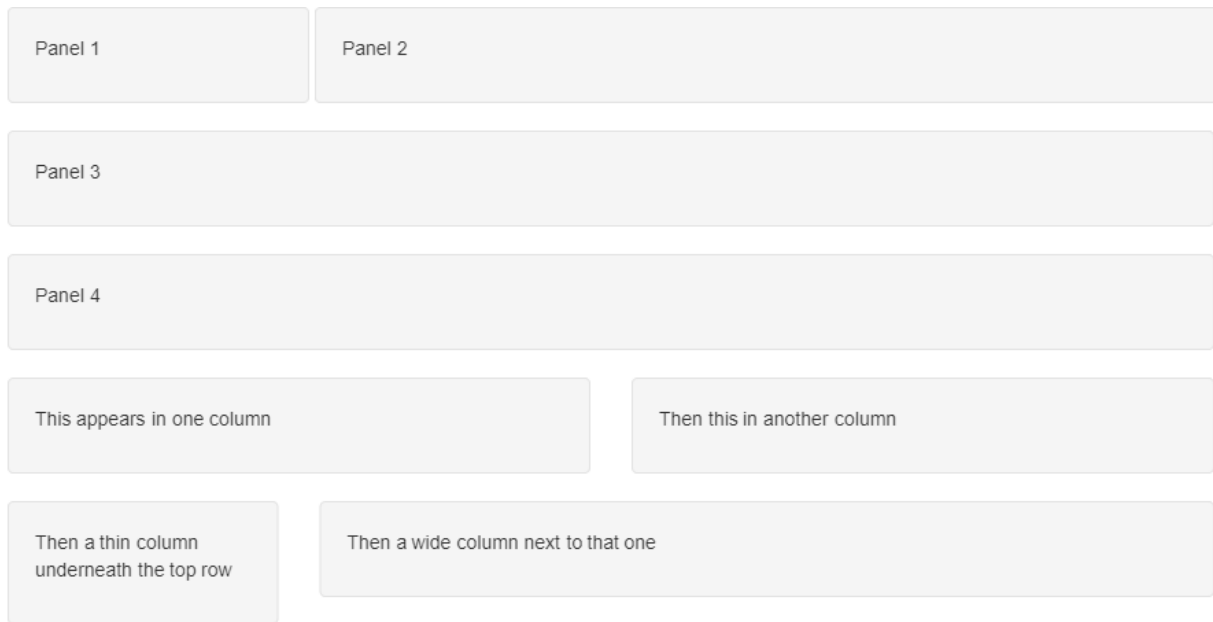 Panel 1
Panel 2
Panel 3
Panel 4
This appears in one column
Then this in another column
Then a thin column
underneath the top row
Then a wide column next to that one